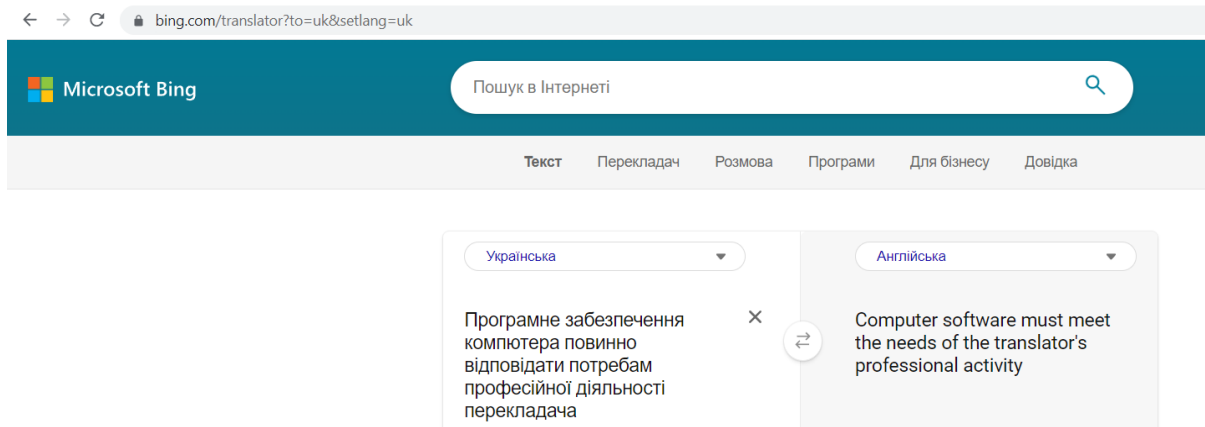 bing.com/translator?to=uk&setlang=uk
Microsoft Bing
Пошук в Інтернеті
Текст Перекладач Розмова Програми Для бізнесу Довідка
Українська
Англійська
Програмне забезпечення
компютера повинно
відповідати потребам
професійної діяльності
перекладача
Computer software must meet
the needs of the translator's
professional activity